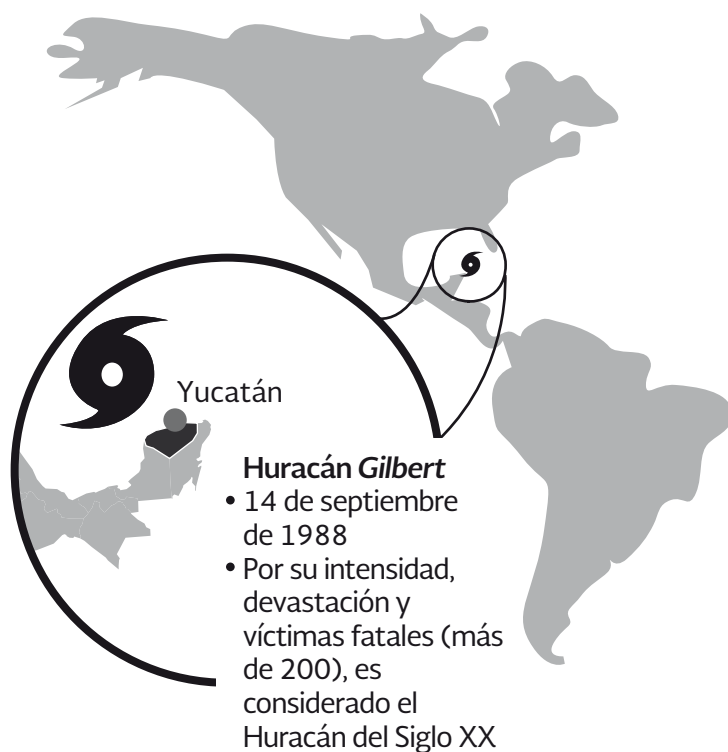 Yucatán
Huracán Gilbert
• 14 de septiembre
de 1988
• Por su intensidad,
devastación y
víctimas fatales (más
de 200), es
considerado el
Huracán del Siglo XX